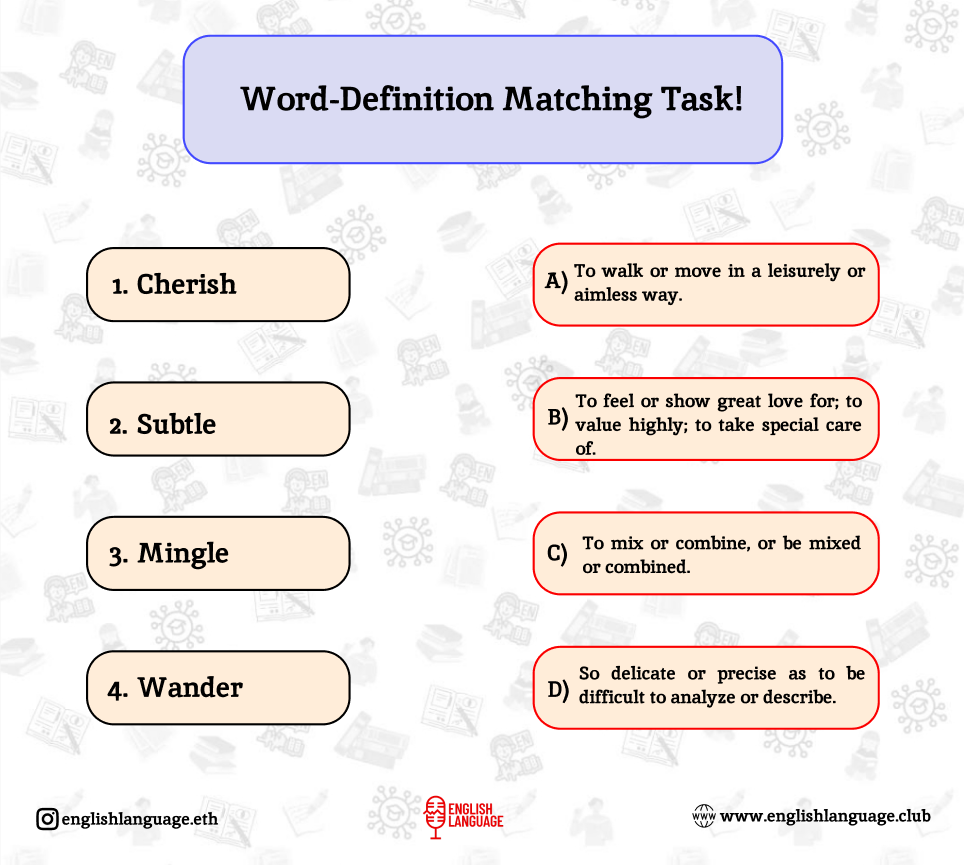 Word-Definition Matching Task!
1. Cherish
A) To walk or move in a leisurely or
aimless way.
2. Subtle
B) To feel or show great love for; to
value highly; to take special care
of.
3. Mingle
C) To mix or combine, or be mixed
or combined.
4. Wander
D) So delicate or precise as to be
difficult to analyze or describe.
englishlanguage.eth
ENGLISH
LANGUAGE
www www.englishlanguage.club